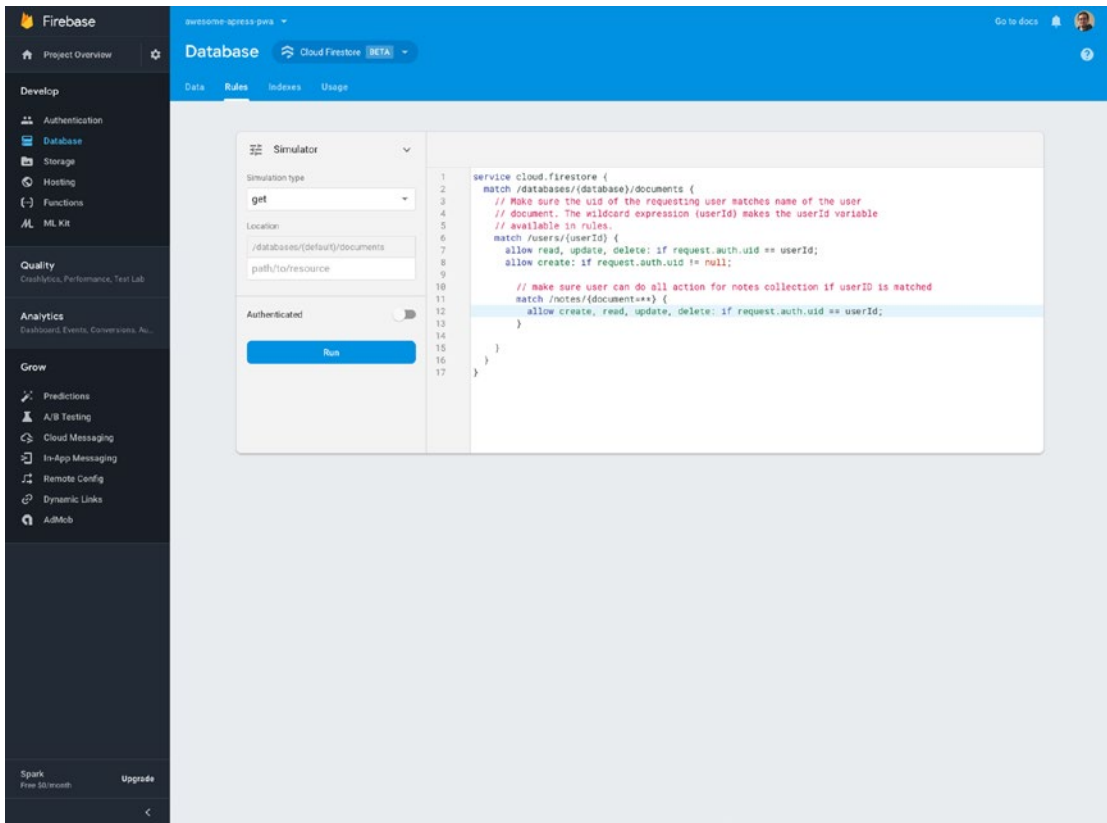 Firebase
awesome-apress-pwa
Go to docs
Project Overview
Database
Cloud Firestore BETA
Data Rules Indexes Usage
Develop
Authentication
Database
Storage
Hosting
Functions
ML Kit
Quality
Crashlytics, Performance, Test Lab
Analytics
Dashboard, Events, Conversions, Au...
Grow
Predictions
A/B Testing
Cloud Messaging
In-App Messaging
Remote Config
Dynamic Links
AdMob
Spark
Free $0/month
Upgrade
Simulator
Simulation type
get
Location
/databases/(default)/documents
path/to/resource
Authenticated
Run
1 service cloud.firestore {
2 match /databases/{database}/documents {
3 // Make sure the uid of the requesting user matches name of the user
4 // document. The wildcard expression {userId} makes the userId variable
5 // available in rules.
6 match /users/{userId} {
7 allow read, update, delete: if request.auth.uid == userId;
8 allow create: if request.auth.uid != null;
9
10 // make sure user can do all action for notes collection if userID is matched
11 match /notes/{document=**} {
12 allow create, read, update, delete: if request.auth.uid == userId;
13 }
14
15 }
16 }
17 }